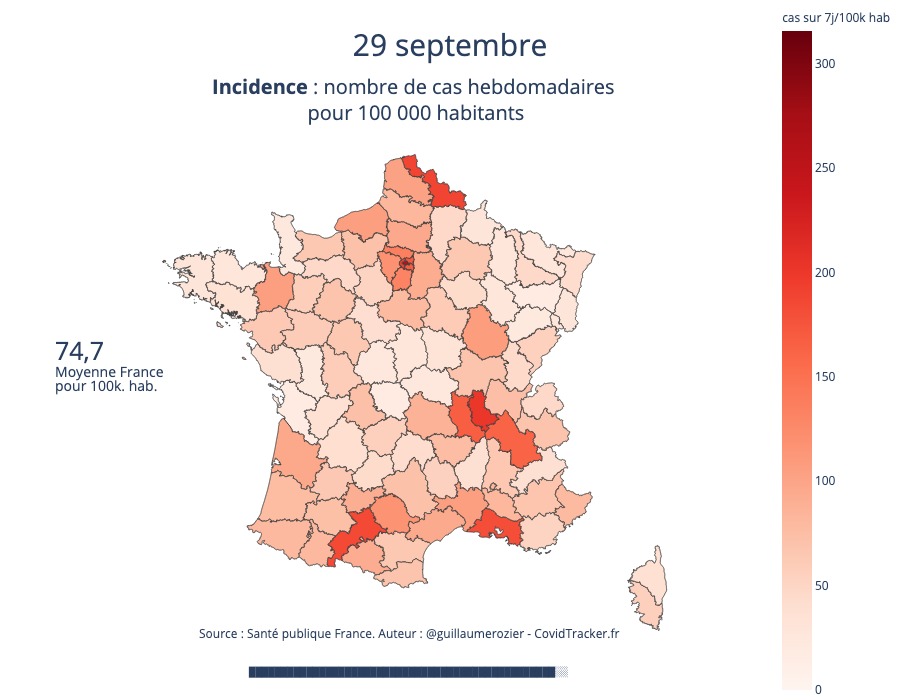 cas sur 7j/100k hab
29 septembre
Incidence : nombre de cas hebdomadaires
pour 100 000 habitants
300
250
200
150
100
50
0
74,7
Moyenne France
pour 100k. hab.
Source : Santé publique France. Auteur : @guillaumerozier - CovidTracker.fr